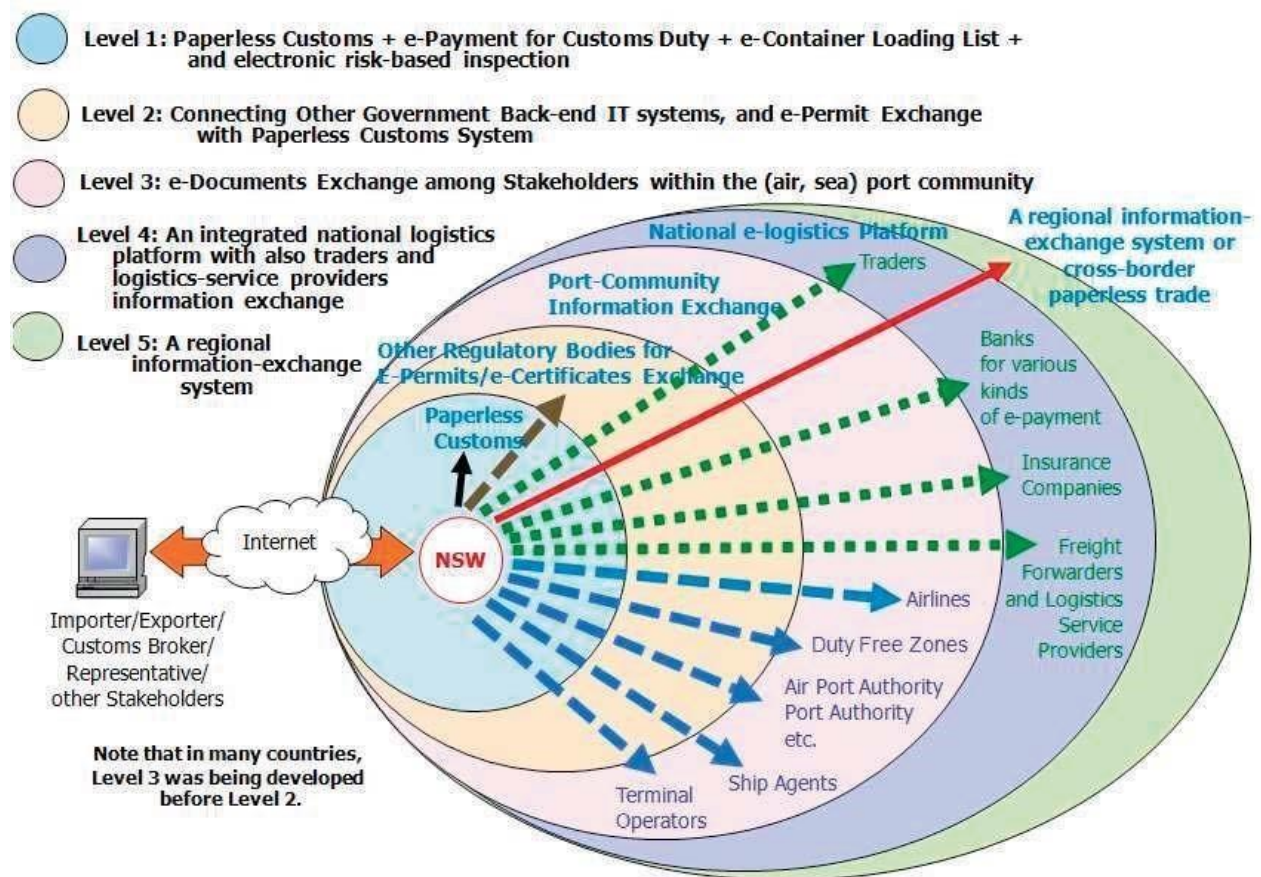 Level 1: Paperless Customs + e-Payment for Customs Duty + e-Container Loading List +
and electronic risk-based inspection
Level 2: Connecting Other Government Back-end IT systems, and e-Permit Exchange
with Paperless Customs System
Level 3: e-Documents Exchange among Stakeholders within the (air, sea) port community
Level 4: An integrated national logistics
platform with also traders and
logistics-service providers
information exchange
Level 5: A regional
information-exchange
system
National e-logistics Platform
Traders
A regional information-
exchange system or
cross-border
paperless trade
Port-Community
Information Exchange
Other Regulatory Bodies for
E-Permits/e-Certificates Exchange
Paperless
Customs
Banks
for various
kinds
of e-payment
Insurance
Companies
Freight
Forwarders
and Logistics
Service
Providers
Internet
NSW
Airlines
Duty Free Zones
Air Port Authority
Port Authority
etc.
Ship Agents
Terminal
Operators
Importer/Exporter/
Customs Broker/
Representative/
other Stakeholders
Note that in many countries,
Level 3 was being developed
before Level 2.